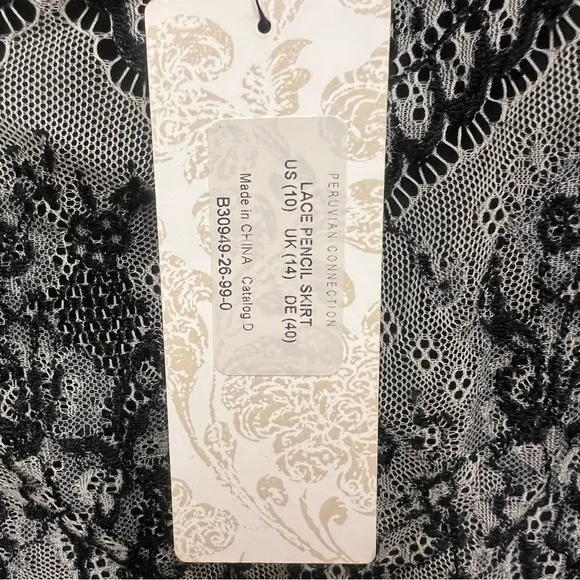 PERUVIAN CONNECTION
LACE PENCIL SKIRT
US (10) UK (14) DE (40)
Made in CHINA Catalog D
B30949-26-99-0